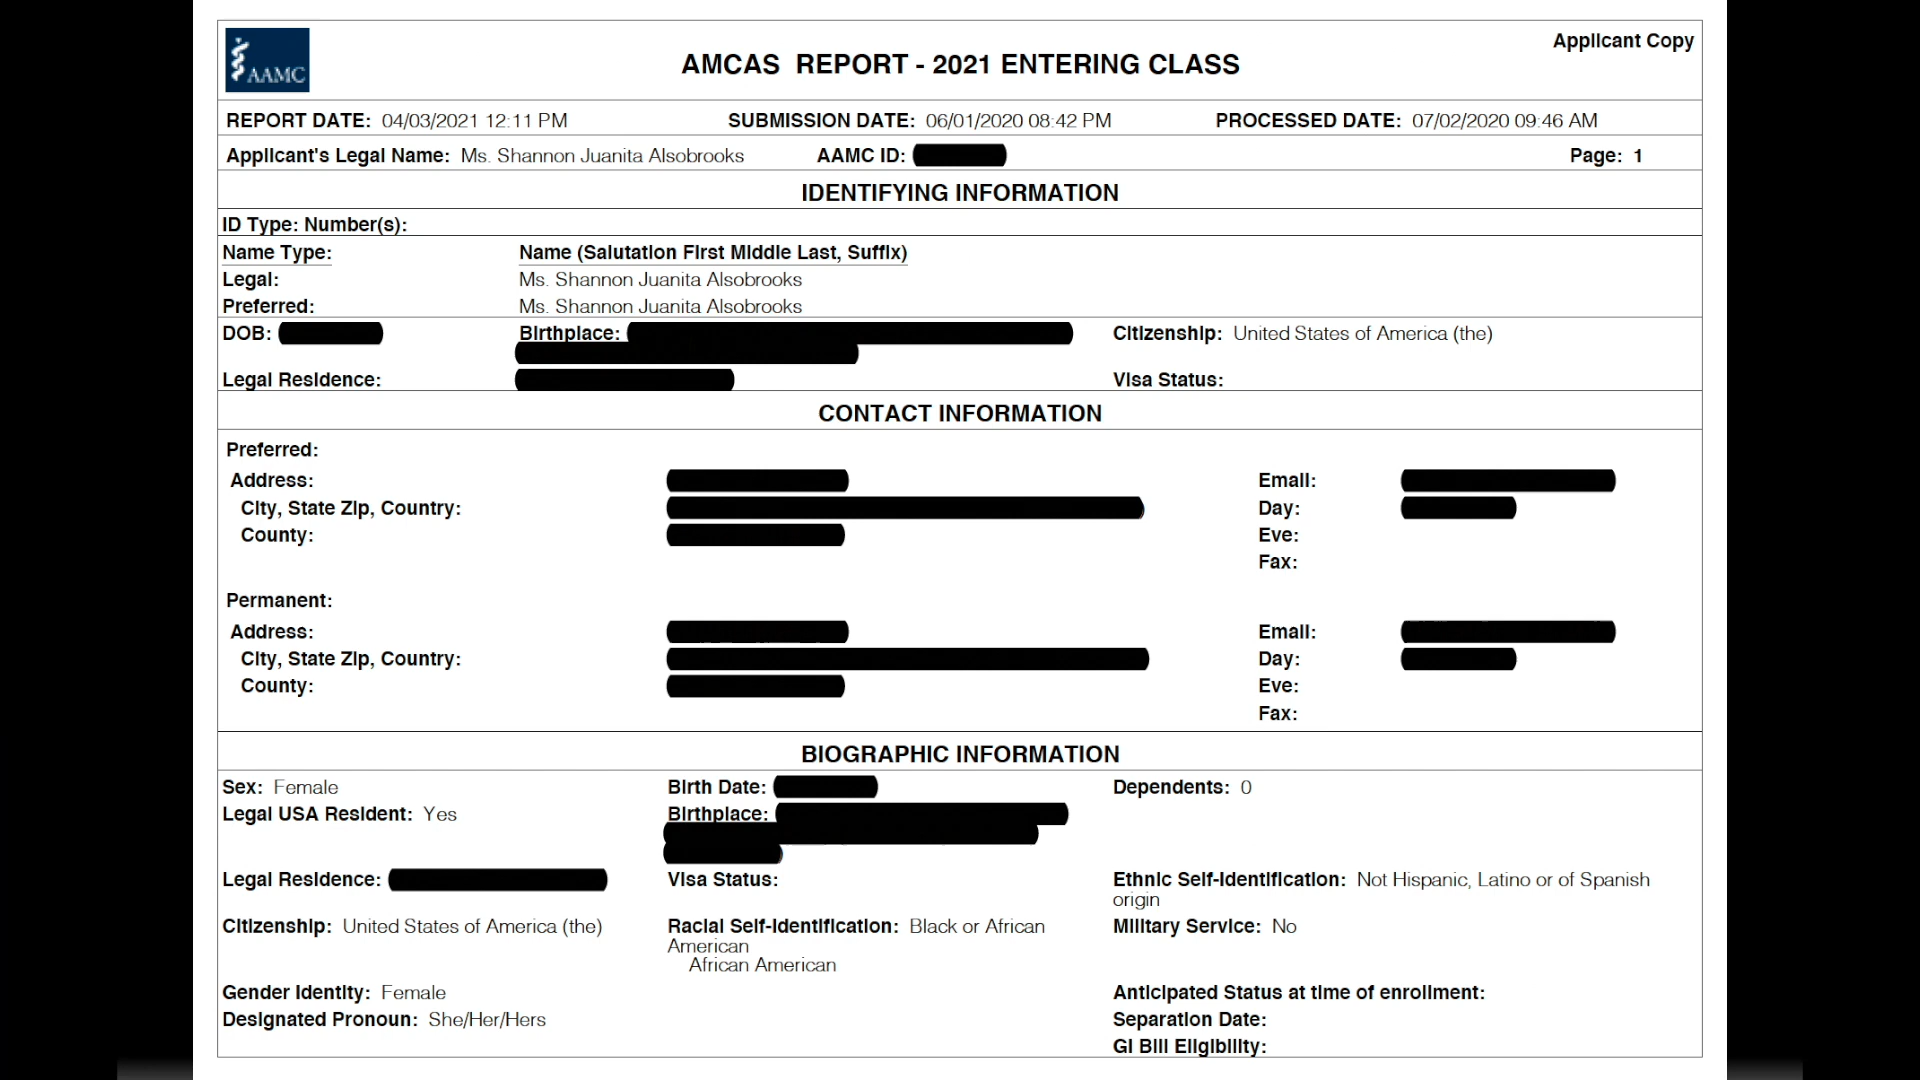 AAMC
Applicant Copy
AMCAS REPORT - 2021 ENTERING CLASS
REPORT DATE: 04/03/2021 12:11 PM SUBMISSION DATE: 06/01/2020 08:42 PM PROCESSED DATE: 07/02/2020 09:46 AM
Applicant's Legal Name: Ms. Shannon Juanita Alsobrooks AAMC ID: Page: 1
IDENTIFYING INFORMATION
ID Type: Number(s):
Name Type: Name (Salutation First Middle Last, Suffix)
Legal: Ms. Shannon Juanita Alsobrooks
Preferred: Ms. Shannon Juanita Alsobrooks
DOB: Birthplace: Citizenship: United States of America (the)
Legal Residence: Visa Status:
CONTACT INFORMATION
Preferred:
Address: Email:
City, State Zip, Country: Day:
County: Eve:
Fax:
Permanent:
Address: Email:
City, State Zip, Country: Day:
County: Eve:
Fax:
BIOGRAPHIC INFORMATION
Sex: Female Birth Date: Dependents: 0
Legal USA Resident: Yes Birthplace:
Legal Residence: Visa Status: Ethnic Self-Identification: Not Hispanic, Latino or of Spanish
origin
Citizenship: United States of America (the) Racial Self-Identification: Black or African Military Service: No
American
African American
Gender Identity: Female Anticipated Status at time of enrollment:
Designated Pronoun: She/Her/Hers Separation Date:
GI Bill Eligibility: